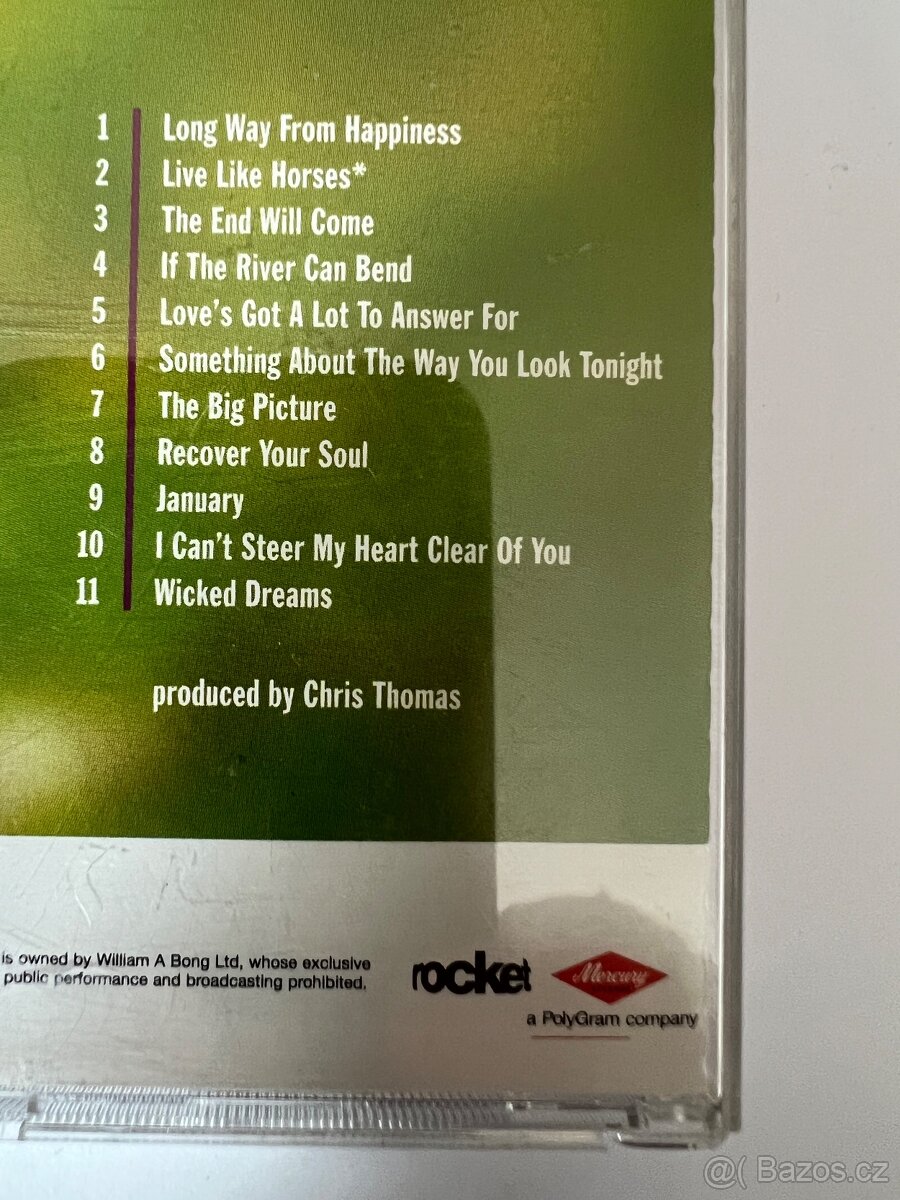 1 Long Way From Happiness
2 Live Like Horses*
3 The End Will Come
4 If The River Can Bend
5 Love's Got A Lot To Answer For
6 Something About The Way You Look Tonight
7 The Big Picture
8 Recover Your Soul
9 January
10 I Can't Steer My Heart Clear Of You
11 Wicked Dreams
produced by Chris Thomas
is owned by William A Bong Ltd, whose exclusive
public performance and broadcasting prohibited.
rocket
Mercury
a PolyGram company
@( Bazos.cz